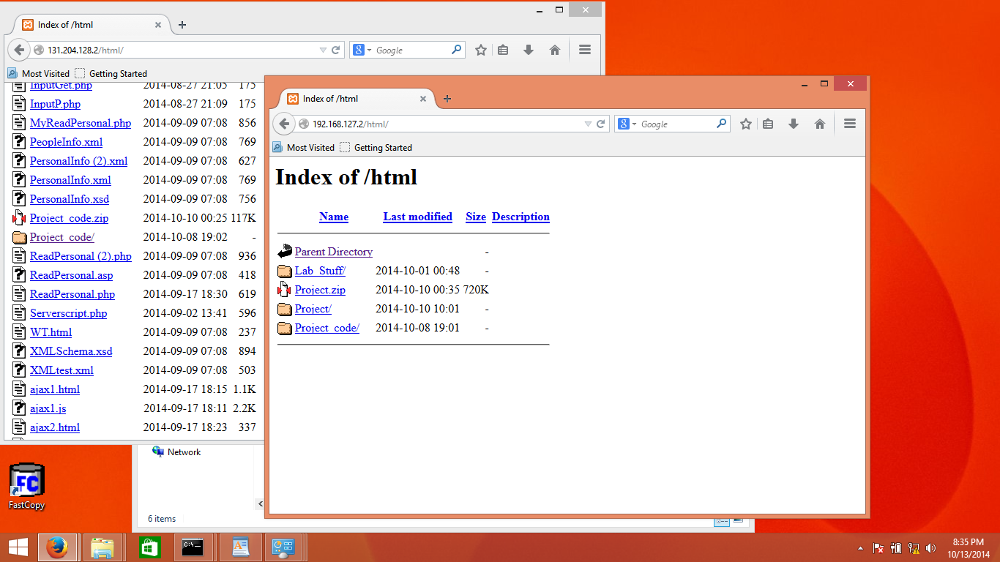 Index of /html
131.204.128.2/html/
Google
Most Visited Getting Started
InputGet.php 2014-08-27 21:05 175
InputP.php 2014-08-27 21:09 175
MyReadPersonal.php 2014-09-09 07:08 856
PeopleInfo.xml 2014-09-09 07:08 769
PersonalInfo (2).xml 2014-09-09 07:08 627
PersonalInfo.xml 2014-09-09 07:08 769
PersonalInfo.xsd 2014-09-09 07:08 756
Project_code.zip 2014-10-10 00:25 117K
Project_code/ 2014-10-08 19:02 -
ReadPersonal (2).php 2014-09-09 07:08 936
ReadPersonal.asp 2014-09-09 07:08 418
ReadPersonal.php 2014-09-17 18:30 619
Serverscript.php 2014-09-02 13:41 596
WT.html 2014-09-09 07:08 237
XMLSchema.xsd 2014-09-09 07:08 894
XMLtest.xml 2014-09-09 07:08 503
ajax1.html 2014-09-17 18:15 1.1K
ajax1.js 2014-09-17 18:11 2.2K
ajax2.html 2014-09-17 18:23 337
Index of /html
192.168.127.2/html/
Google
Most Visited Getting Started
Index of /html
Name Last modified Size Description
Parent Directory -
Lab_Stuff/ 2014-10-01 00:48 -
Project.zip 2014-10-10 00:35 720K
Project/ 2014-10-10 10:01 -
Project_code/ 2014-10-08 19:01 -
Network
6 items
FC
FastCopy
C:\
8:35 PM
10/13/2014